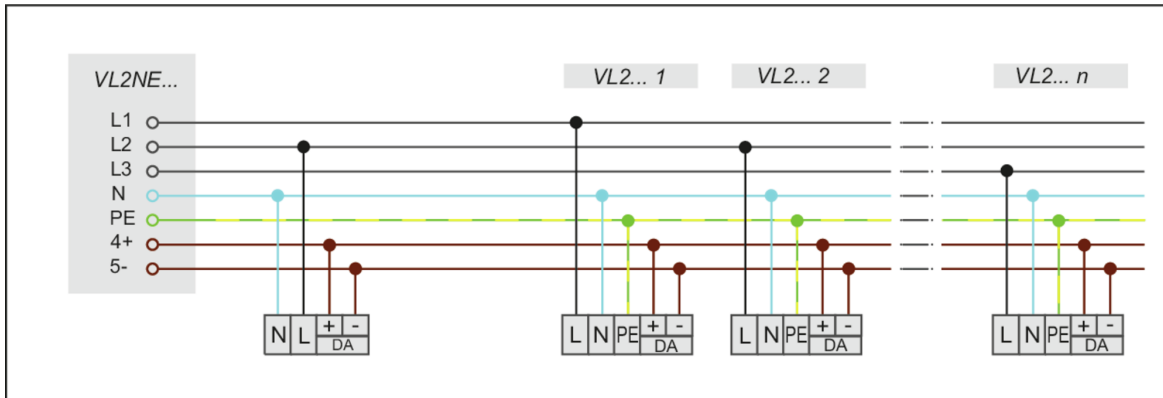 VL2NE... VL2... 1 VL2... 2 VL2... n
L1
L2
L3
N
PE
4+
5-
N L + - L N PE + - L N PE + - L N PE + -
DA DA DA DA